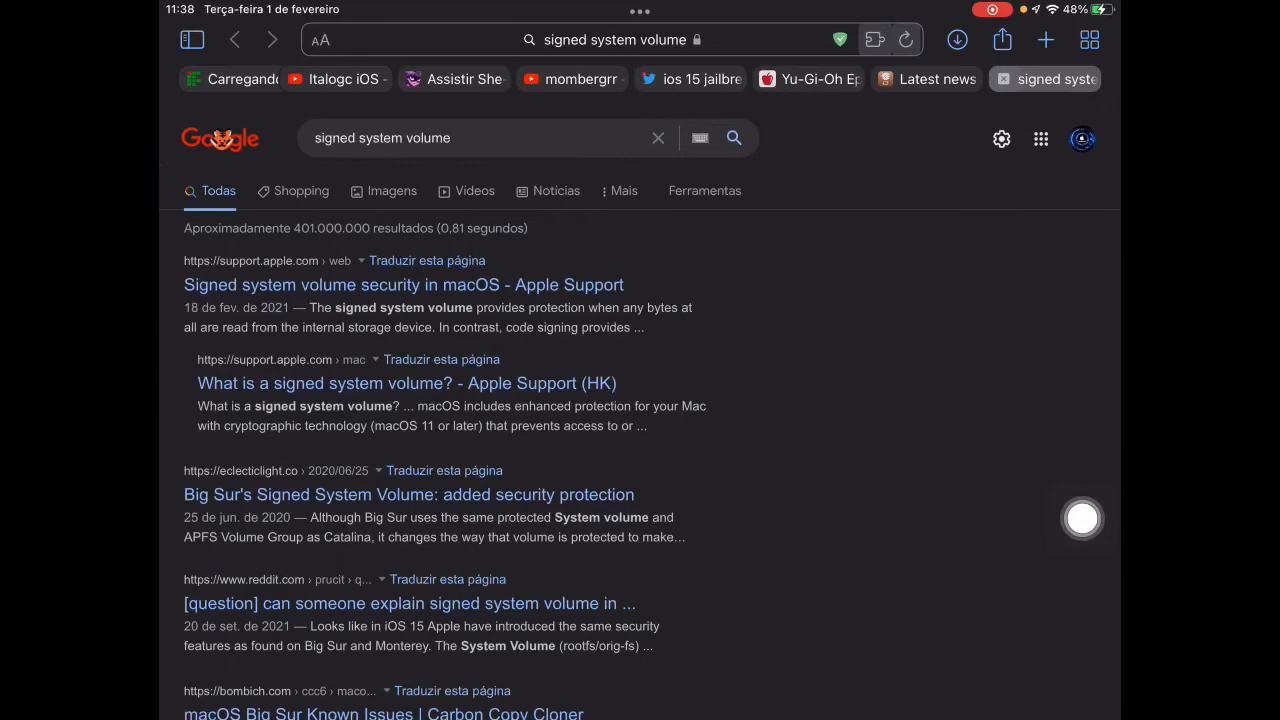 11:38 Terça-feira 1 de fevereiro
48%
AA signed system volume
Carregando
Italogc iOS -
Assistir She-
mombergrr -
ios 15 jailbre
Yu-Gi-Oh Ep
Latest news
signed syste
Google
signed system volume
Todas
Shopping
Imagens
Vídeos
Notícias
Mais
Ferramentas
Aproximadamente 401.000.000 resultados (0,81 segundos)
https://support.apple.com › web Traduzir esta página
Signed system volume security in macOS - Apple Support
18 de fev. de 2021 — The signed system volume provides protection when any bytes at
all are read from the internal storage device. In contrast, code signing provides ...
https://support.apple.com › mac Traduzir esta página
What is a signed system volume? - Apple Support (HK)
What is a signed system volume? ... macOS includes enhanced protection for your Mac
with cryptographic technology (macOS 11 or later) that prevents access to or ...
https://eclecticlight.co › 2020/06/25 Traduzir esta página
Big Sur's Signed System Volume: added security protection
25 de jun. de 2020 — Although Big Sur uses the same protected System volume and
APFS Volume Group as Catalina, it changes the way that volume is protected to make…
https://www.reddit.com › prucit › q... Traduzir esta página
[question] can someone explain signed system volume in ...
20 de set. de 2021 — Looks like in iOS 15 Apple have introduced the same security
features as found on Big Sur and Monterey. The System Volume (rootfs/orig-fs) ...
https://bombich.com › ccc6 › maco... Traduzir esta página
macOS Big Sur Known Issues | Carbon Copy Cloner